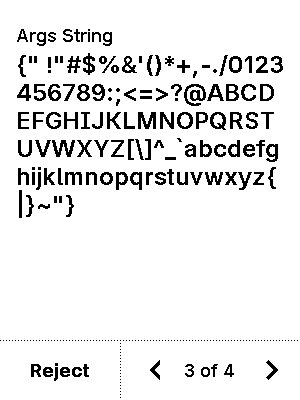 Args String
{" !"#$%&'()*+,-./0123
456789:;<=>?@ABCD
EFGHIJKLMNOPQRST
UVWXYZ[\]^_`abcdefg
hijklmnopqrstuvwxyz{
|}~"}
Reject
3 of 4